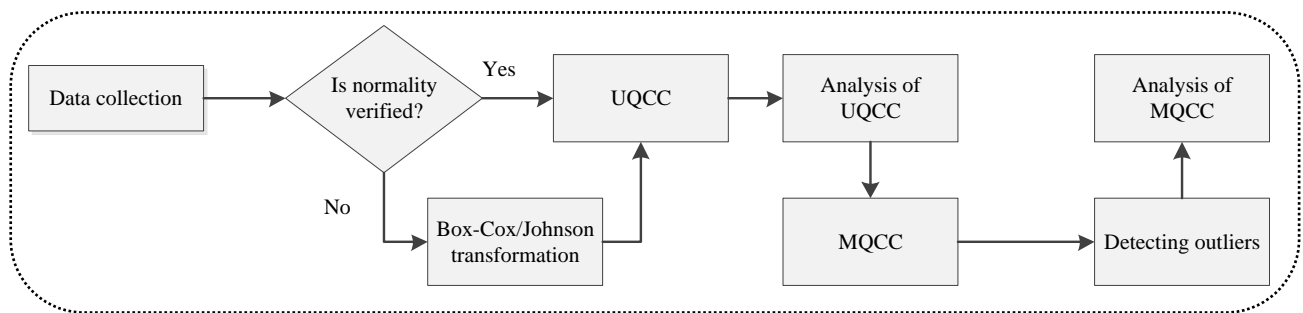 Data collection
Is normality
verified?
Yes
No
Box-Cox/Johnson
transformation
UQCC
Analysis of
UQCC
MQCC
Detecting outliers
Analysis of
MQCC